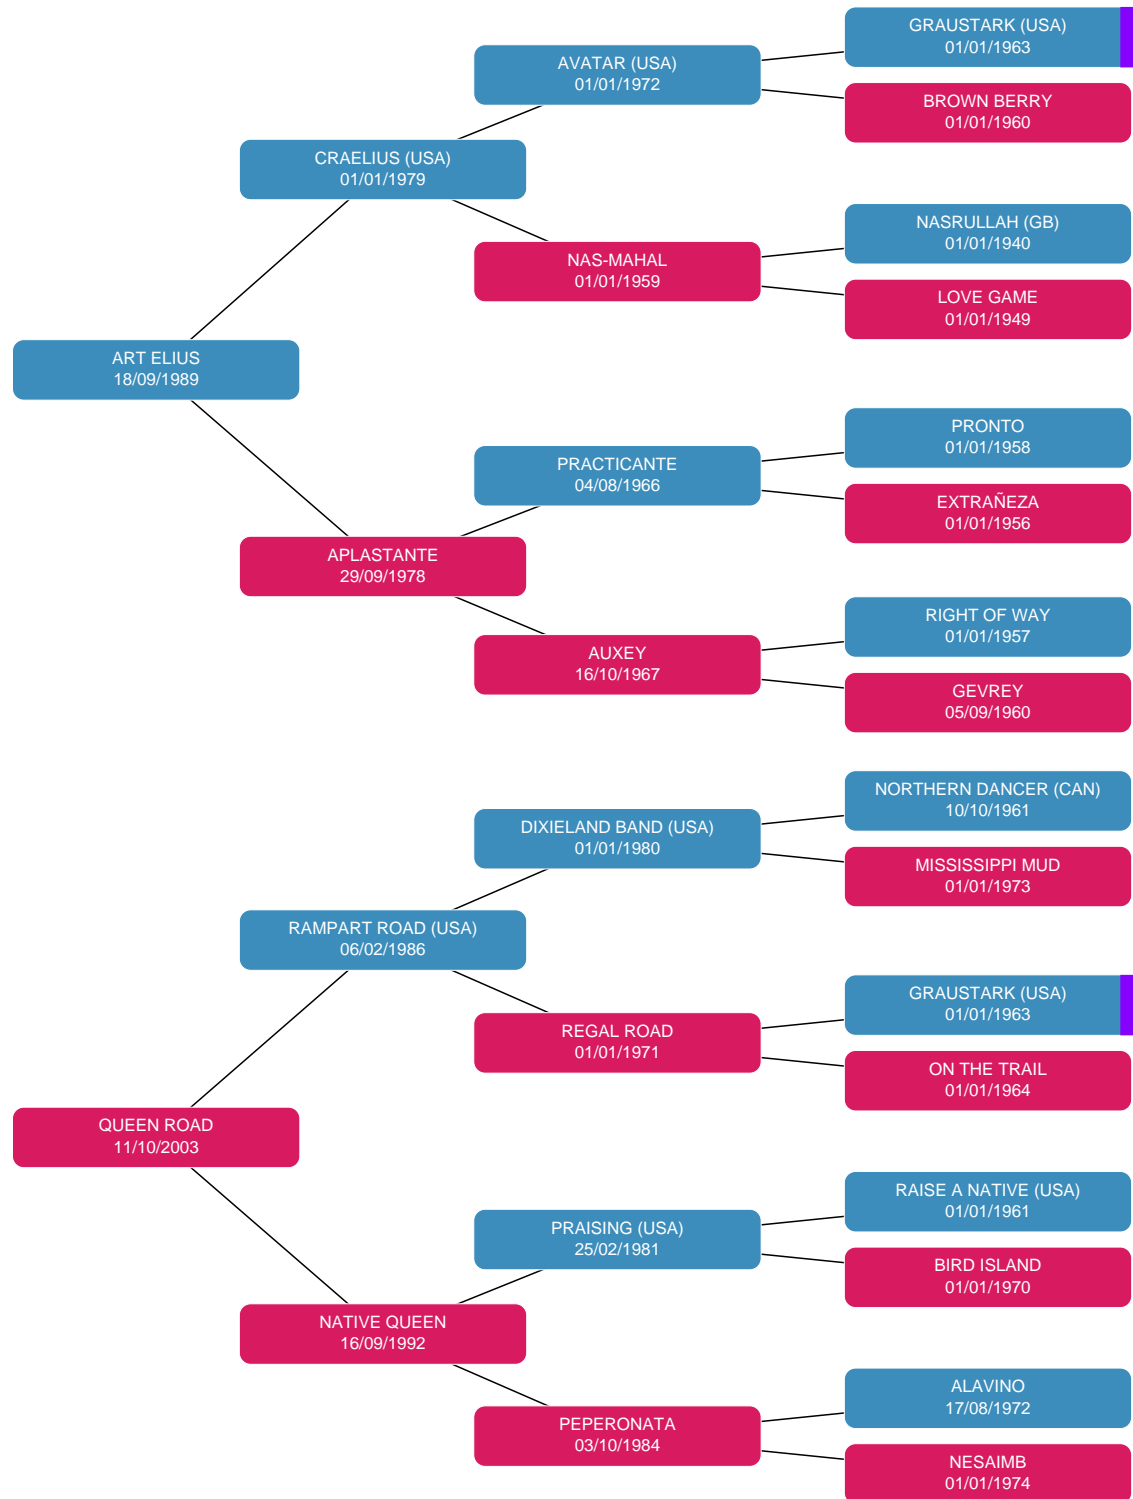 GRAUSTARK (USA)
01/01/1963
AVATAR (USA)
01/01/1972
BROWN BERRY
01/01/1960
CRAELIUS (USA)
01/01/1979
NASRULLAH (GB)
01/01/1940
NAS-MAHAL
01/01/1959
LOVE GAME
01/01/1949
ART ELIUS
18/09/1989
PRONTO
01/01/1958
PRACTICANTE
04/08/1966
EXTRAÑEZA
01/01/1956
APLASTANTE
29/09/1978
RIGHT OF WAY
01/01/1957
AUXEY
16/10/1967
GEVREY
05/09/1960
NORTHERN DANCER (CAN)
10/10/1961
DIXIELAND BAND (USA)
01/01/1980
MISSISSIPPI MUD
01/01/1973
RAMPART ROAD (USA)
06/02/1986
GRAUSTARK (USA)
01/01/1963
REGAL ROAD
01/01/1971
ON THE TRAIL
01/01/1964
QUEEN ROAD
11/10/2003
RAISE A NATIVE (USA)
01/01/1961
PRAISING (USA)
25/02/1981
BIRD ISLAND
01/01/1970
NATIVE QUEEN
16/09/1992
ALAVINO
17/08/1972
PEPERONATA
03/10/1984
NESAIMB
01/01/1974